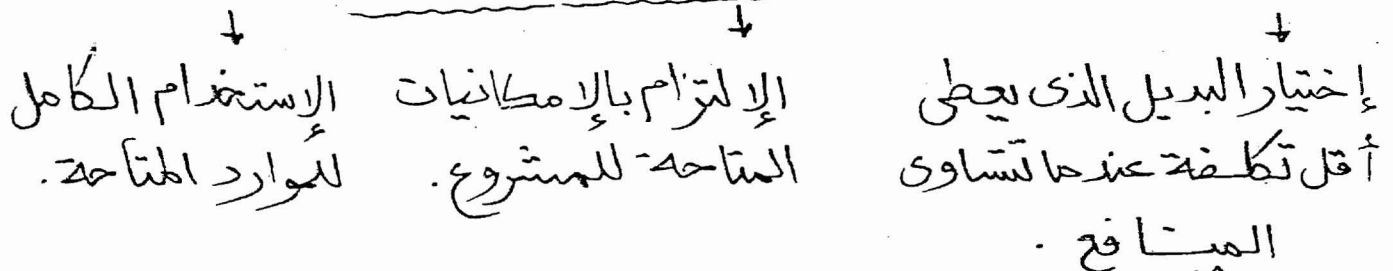 إختيار البديل الذى يعطى
أقل تكلفة عندما تتساوى
المنافع .
الإلتزام بالإمكانيات
المتاحة للمشروع .
الإستخدام الكامل
للموارد المتاحة .